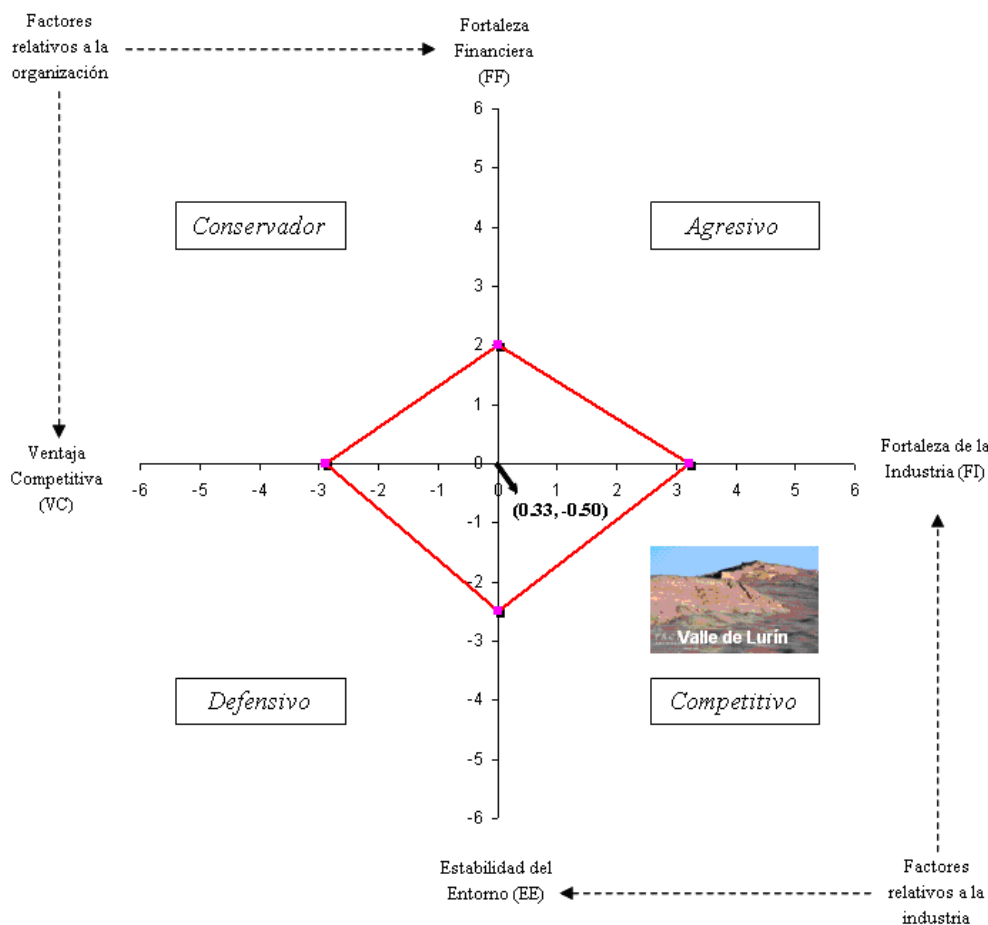 Factores
relativos a la
organización
Fortaleza
Financiera
(FF)
6
5
4
3
2
1
0
-1
-2
-3
-4
-5
-6
Conservador
Agresivo
Ventaja
Competitiva
(VC)
-6
-5
-4
-3
-2
-1
0
1
2
3
4
5
6
Fortaleza de la
Industria (FI)
(0.33, -0.50)
Valle de Lurín
Defensivo
Competitivo
Estabilidad del
Entorno (EE)
Factores
relativos a la
industria